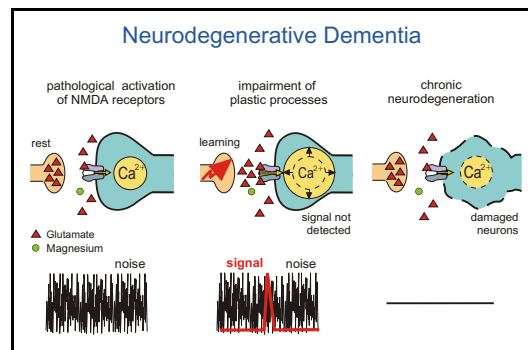 Neurodegenerative Dementia
pathological activation
of NMDA receptors
rest
Ca2+
Glutamate
Magnesium
noise
impairment of
plastic processes
learning
Ca2+
signal not
detected
signal noise
chronic
neurodegeneration
Ca2+
damaged
neurons